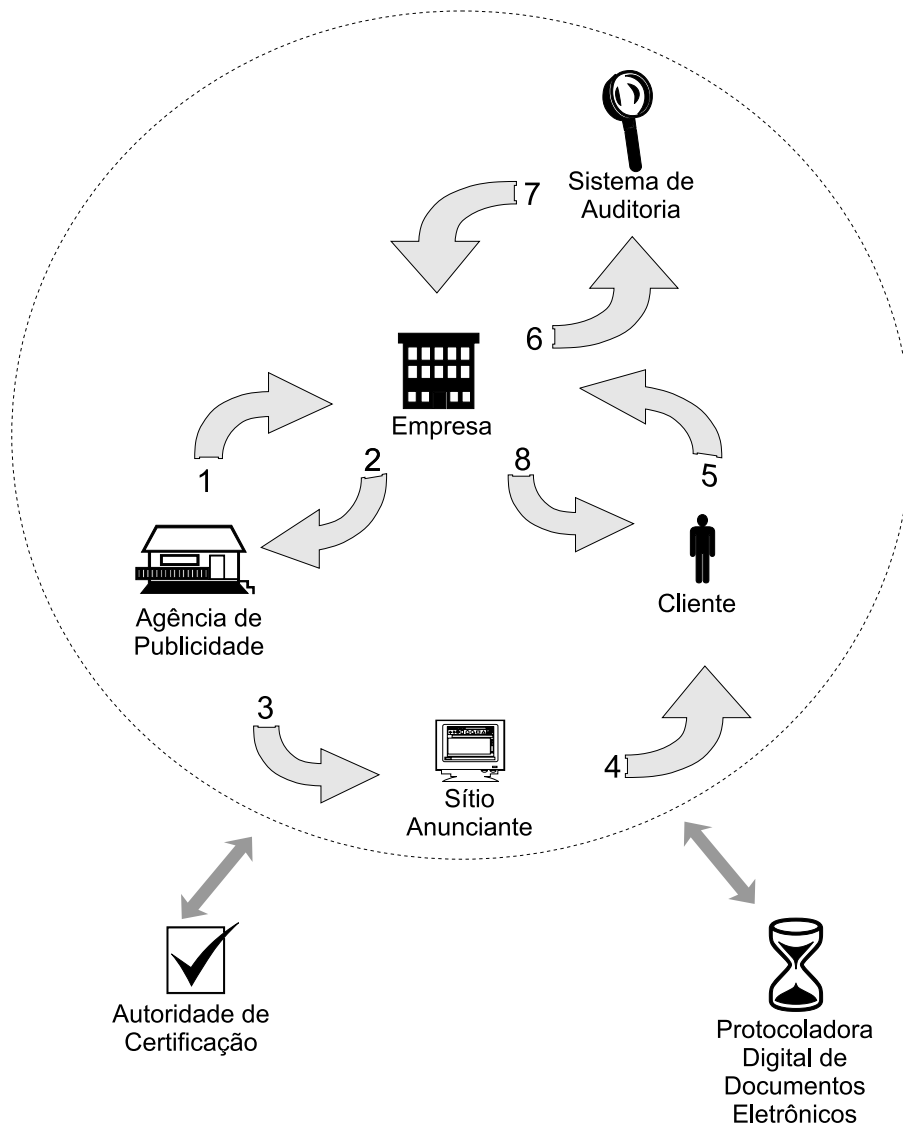 7
Sistema de
Auditoria
6
Empresa
1
2
8
5
Agência de
Publicidade
Cliente
3
4
Sítio
Anunciante
Autoridade de
Certificação
Protocoladora
Digital de
Documentos
Eletrônicos